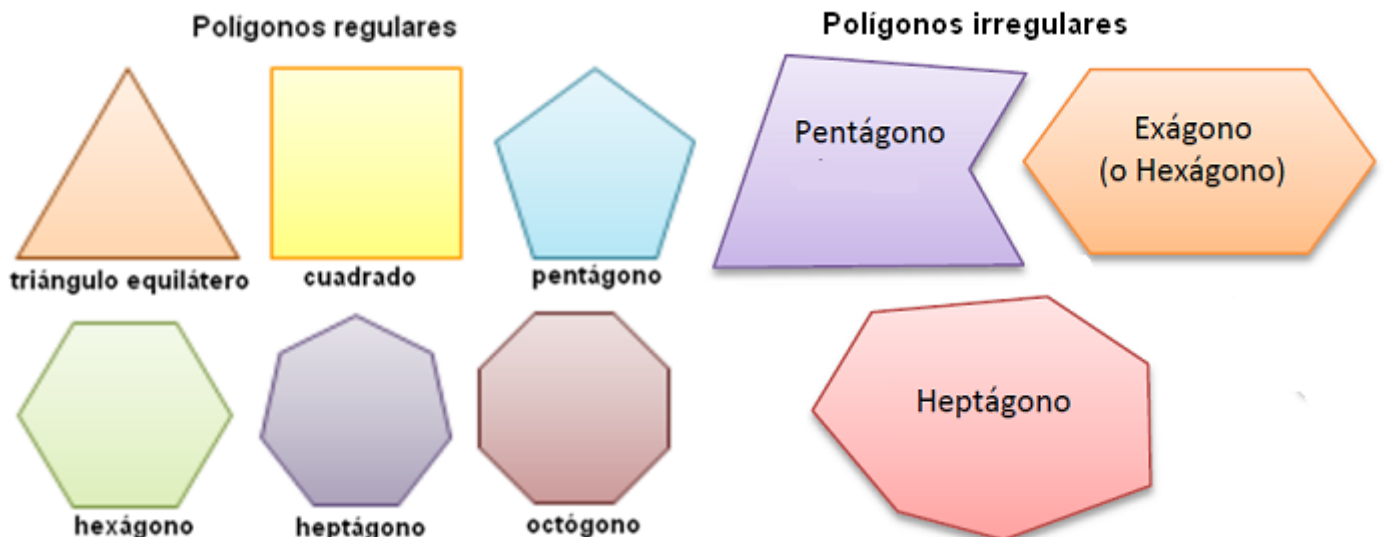 Polígonos regulares
triángulo equilátero
cuadrado
pentágono
hexágono
heptágono
octógono
Polígonos irregulares
Pentágono
Exágono
(o Hexágono)
Heptágono